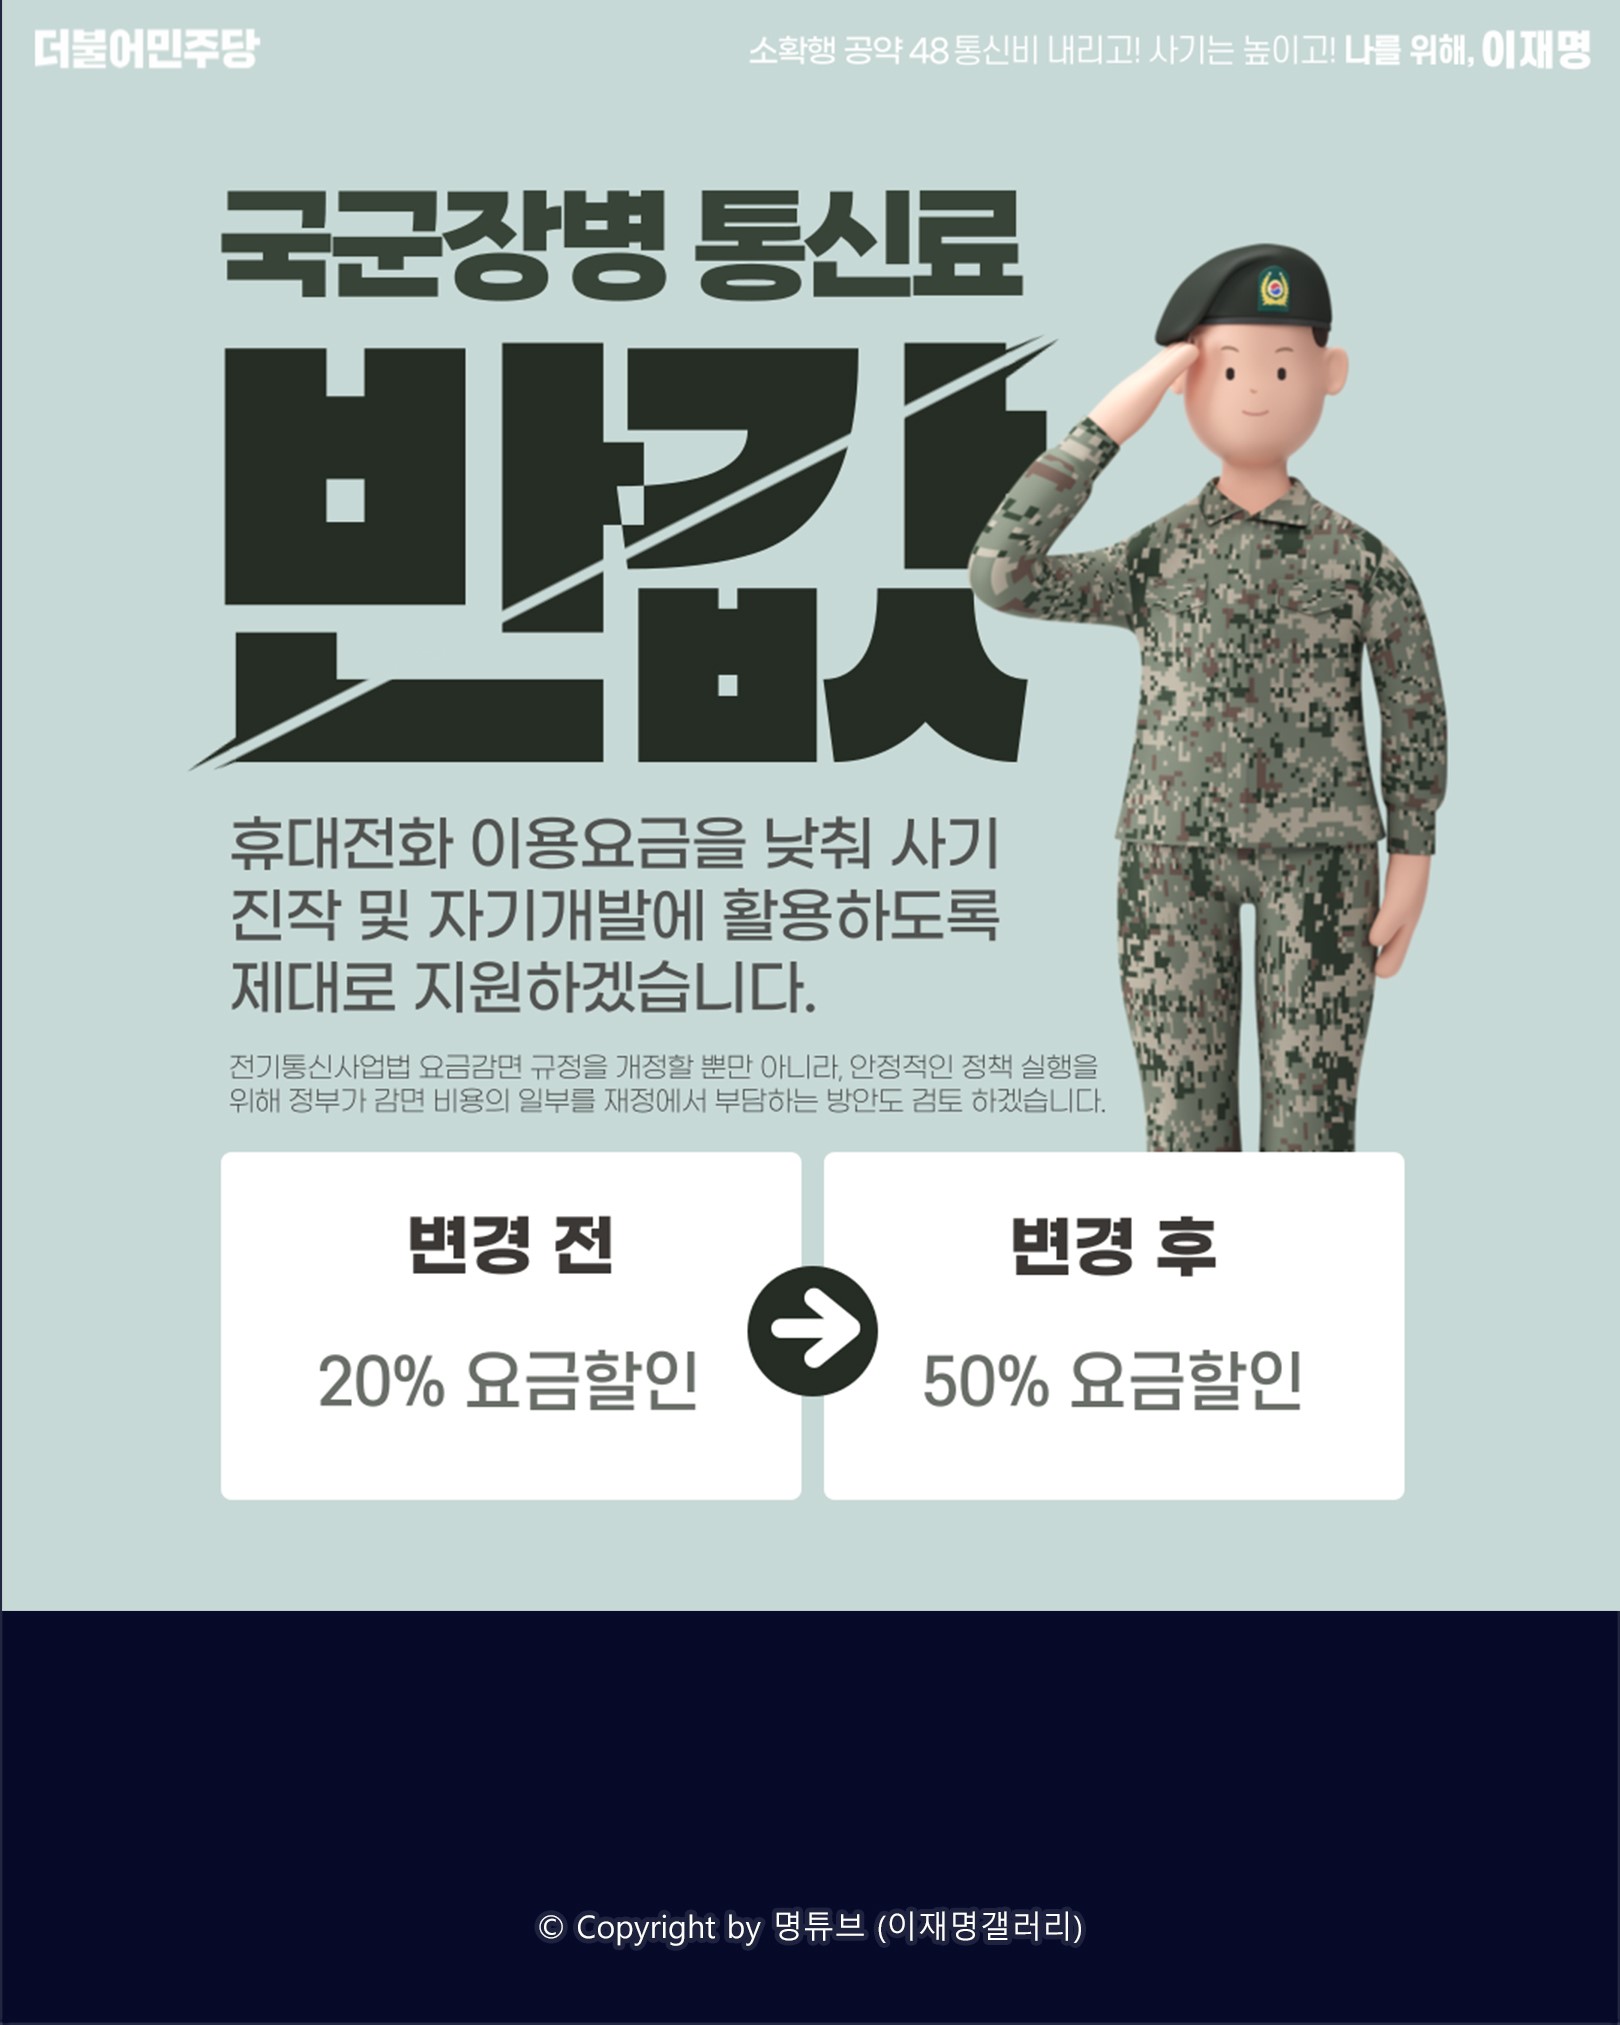 더불어민주당
소확행 공약 48 통신비 내리고! 사기는 높이고! 나를 위해, 이재명
국군장병 통신료
반값
휴대전화 이용요금을 낮춰 사기
진작 및 자기개발에 활용하도록
제대로 지원하겠습니다.
전기통신사업법 요금감면 규정을 개정할 뿐만 아니라, 안정적인 정책 실행을
위해 정부가 감면 비용의 일부를 재정에서 부담하는 방안도 검토 하겠습니다.
변경 전
20% 요금할인
변경 후
50% 요금할인
© Copyright by 명튜브 (이재명갤러리)